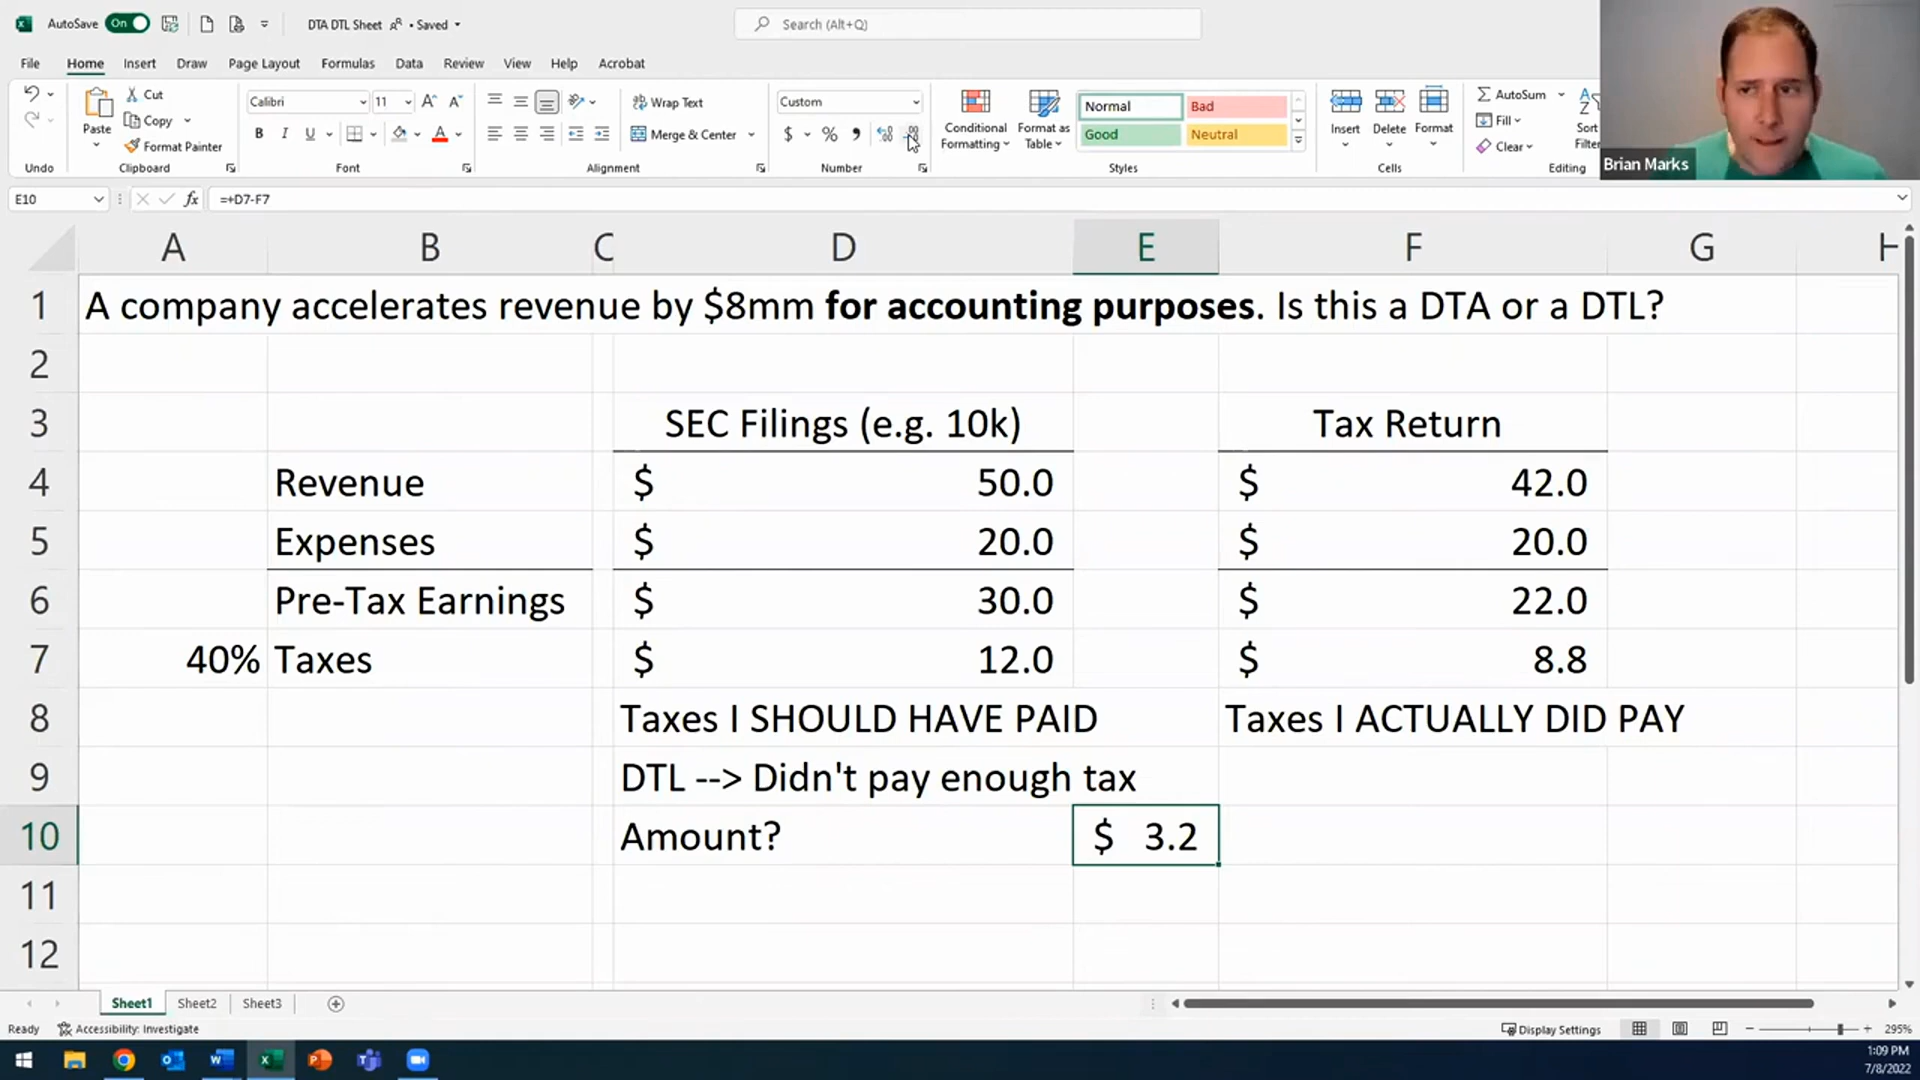 AutoSave On DTA DTL Sheet • Saved Search (Alt+Q)
File Home Insert Draw Page Layout Formulas Data Review View Help Acrobat
Cut Calibri 11 A A Wrap Text Custom Normal Bad AutoSum
Copy Fill
Paste B I U A Merge & Center $ % , Conditional Formatting Format as Table Good Neutral Insert Delete Format Sort Filter
Format Painter Clear
Undo Clipboard Font Alignment Number Styles Cells Editing
Brian Marks
E10 fx =+D7-F7
A B C D E F G H
1 A company accelerates revenue by $8mm for accounting purposes. Is this a DTA or a DTL?
2
3 SEC Filings (e.g. 10k) Tax Return
4 Revenue $ 50.0 $ 42.0
5 Expenses $ 20.0 $ 20.0
6 Pre-Tax Earnings $ 30.0 $ 22.0
7 40% Taxes $ 12.0 $ 8.8
8 Taxes I SHOULD HAVE PAID Taxes I ACTUALLY DID PAY
9 DTL --> Didn't pay enough tax
10 Amount? $ 3.2
11
12
Sheet1 Sheet2 Sheet3
Ready Accessibility: Investigate Display Settings 295%
1:09 PM
7/8/2022